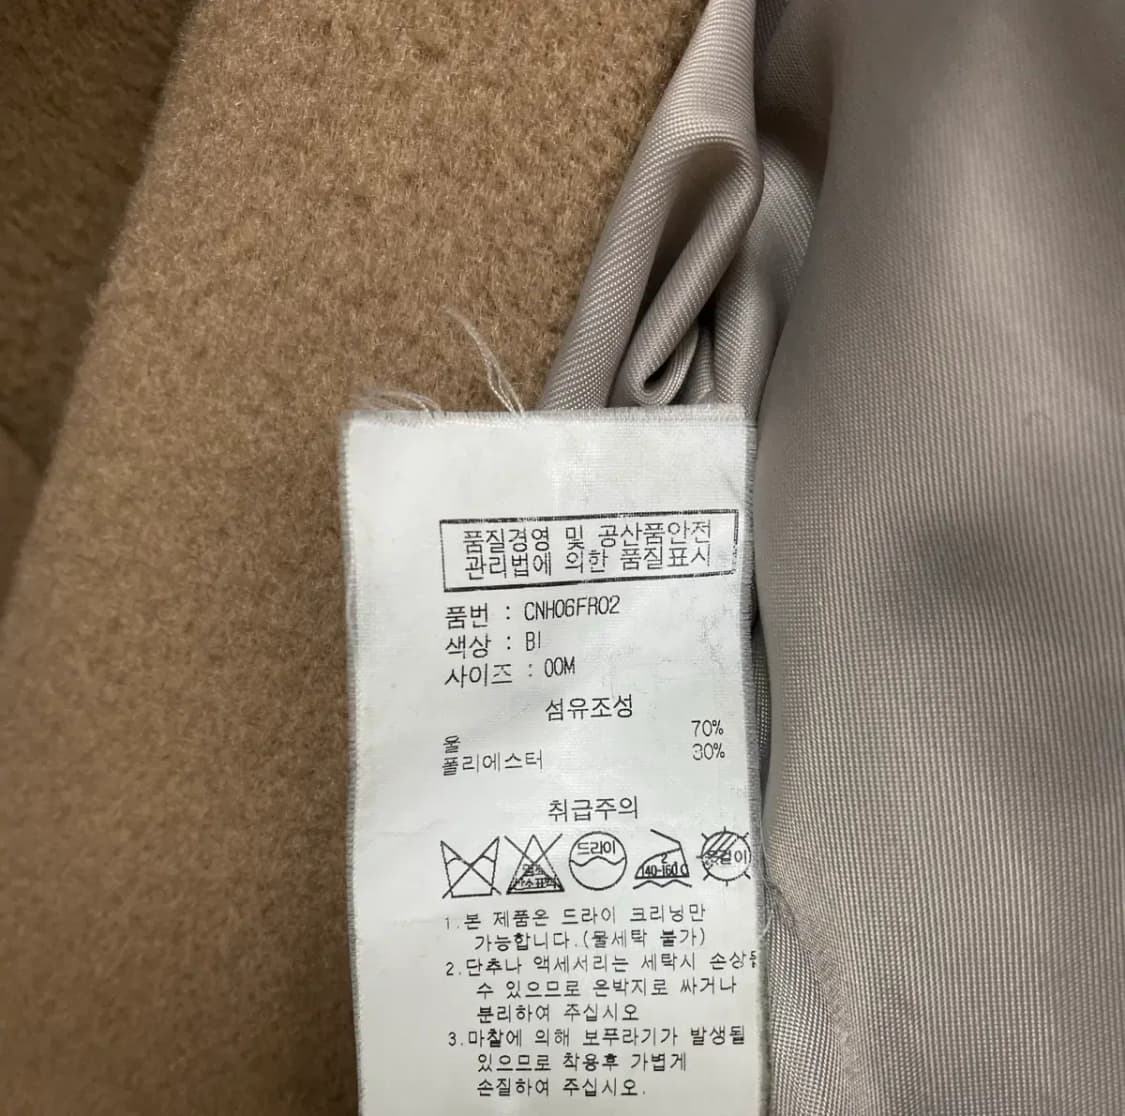 품질경영 및 공산품안전
관리법에 의한 품질표시
품번 : CNH06FR02
색상 : BI
사이즈 : 00M
섬유조성
울 70%
폴리에스터 30%
취급주의
드라이
2
140-160 C
옷걸이
1.본 제품은 드라이 크리닝만
가능합니다.(물세탁 불가)
2.단추나 액세서리는 세탁시 손상될
수 있으므로 은박지로 싸거나
분리하여 주십시오
3.마찰에 의해 보푸라기가 발생될
있으므로 착용후 가볍게
손질하여 주십시오.